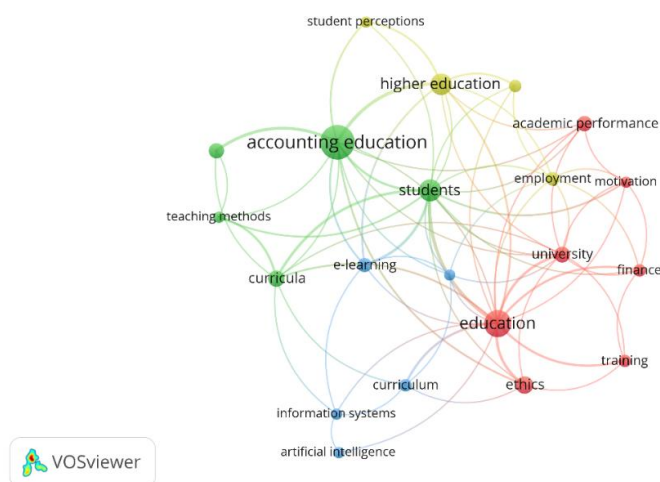 student perceptions
higher education
academic performance
accounting education
employment
motivation
students
teaching methods
university
e-learning
finance
curricula
education
training
curriculum
ethics
information systems
artificial intelligence
VOSviewer